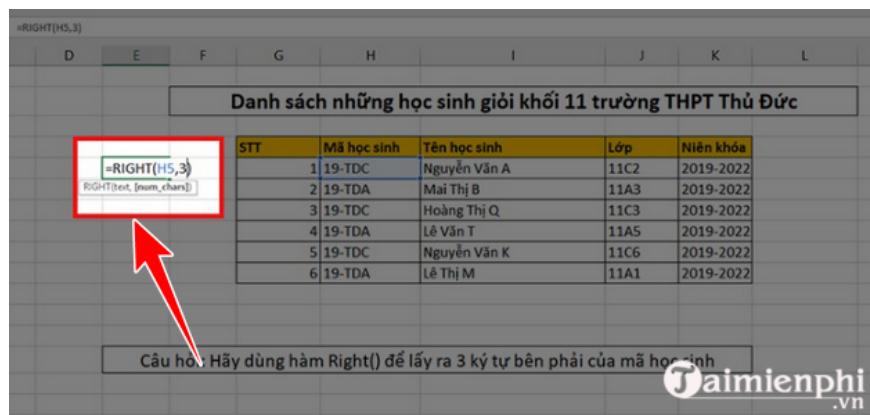 =RIGHT(H5,3)
D E F G H I J K L
Danh sách những học sinh giỏi khối 11 trường THPT Thủ Đức
STT Mã học sinh Tên học sinh Lớp Niên khóa
=RIGHT(H5,3) 1 19-TDC Nguyễn Văn A 11C2 2019-2022
RIGHT(text, [num_chars]) 2 19-TDA Mai Thị B 11A3 2019-2022
3 19-TDC Hoàng Thị Q 11C3 2019-2022
4 19-TDA Lê Văn T 11A5 2019-2022
5 19-TDC Nguyễn Văn K 11C6 2019-2022
6 19-TDA Lê Thị M 11A1 2019-2022
Câu hỏi: Hãy dùng hàm Right() để lấy ra 3 ký tự bên phải của mã học sinh
Taimienphi
.vn